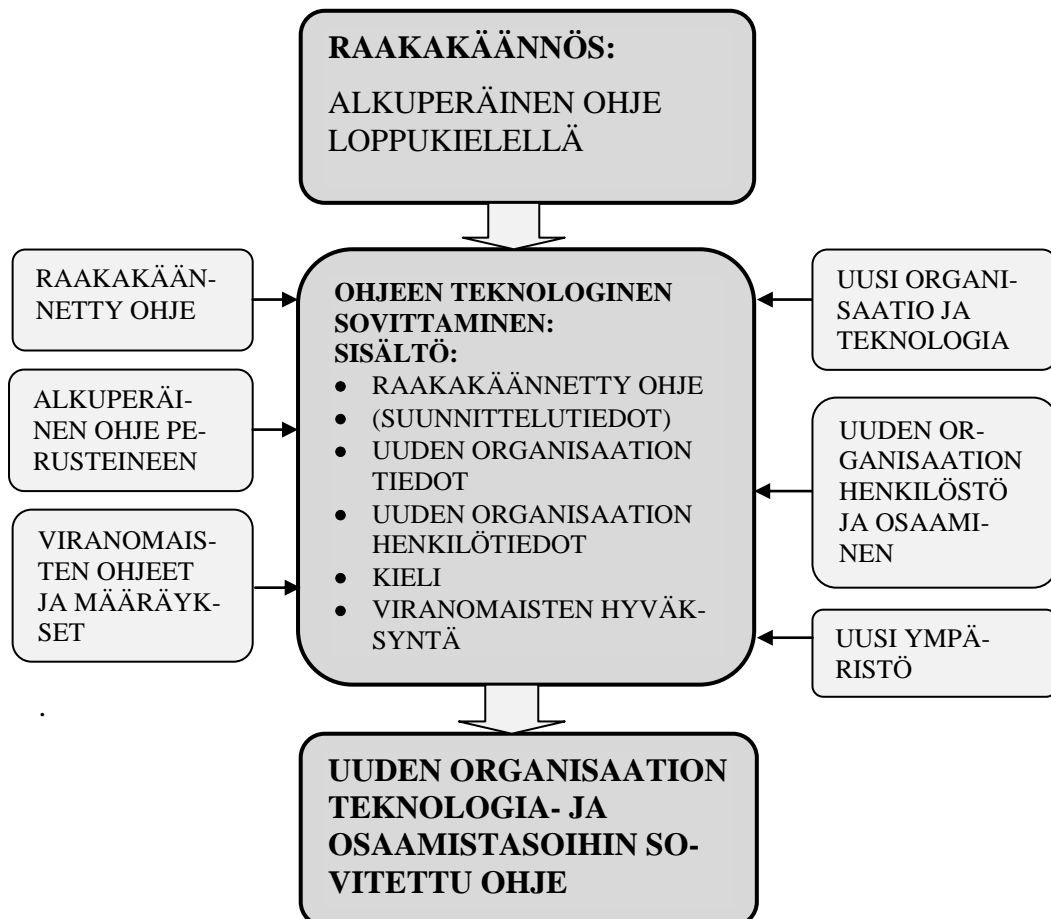 RAAKAKÄÄNNÖS:
ALKUPERÄINEN OHJE
LOPPUKIELELLÄ
RAAKAKÄÄN-
NETTY OHJE
ALKUPERÄI-
NEN OHJE PE-
RUSTEINEEN
VIRANOMAIS-
TEN OHJEET
JA MÄÄRÄYK-
SET
OHJEEN TEKNOLOGINEN
SOVITTAMINEN:
SISÄLTÖ:
• RAAKAKÄÄNNETTY OHJE
• (SUUNNITTELUTIEDOT)
• UUDEN ORGANISAATION
TIEDOT
• UUDEN ORGANISAATION
HENKILÖTIEDOT
• KIELI
• VIRANOMAISTEN HYVÄK-
SYNTÄ
UUSI ORGANI-
SAATIO JA
TEKNOLOGIA
UUDEN OR-
GANISAATION
HENKILÖSTÖ
JA OSAAMI-
NEN
UUSI YMPÄ-
RISTÖ
.
UUDEN ORGANISAATION
TEKNOLOGIA- JA
OSAAMISTASOIHIN SO-
VITETTU OHJE